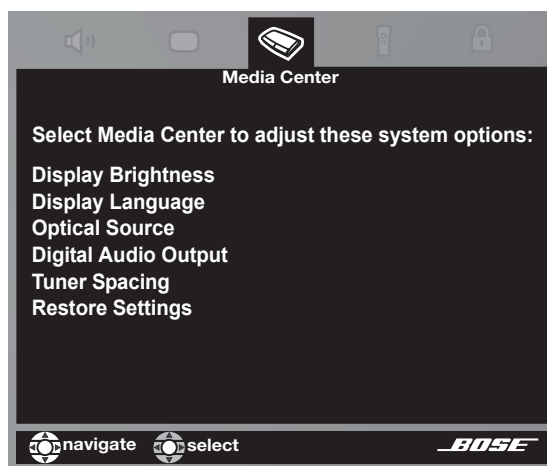 Media Center
Select Media Center to adjust these system options:
Display Brightness
Display Language
Optical Source
Digital Audio Output
Tuner Spacing
Restore Settings
navigate select BOSE